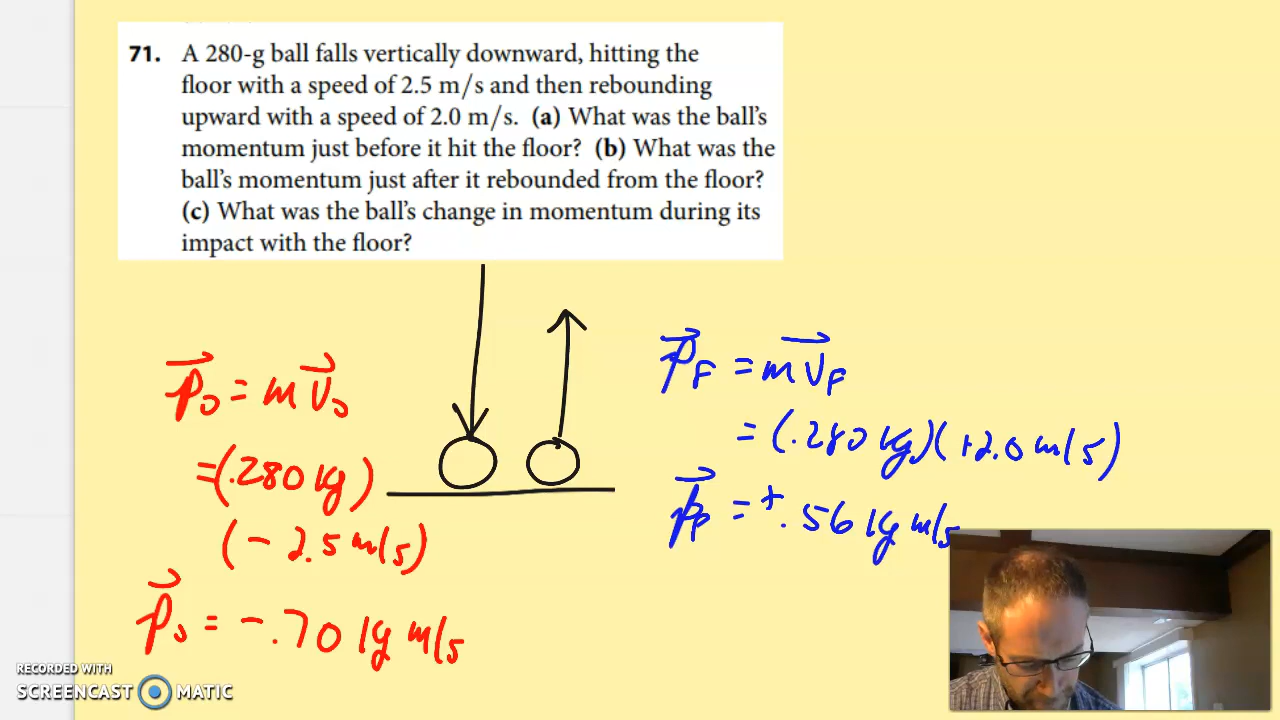 71. A 280-g ball falls vertically downward, hitting the
floor with a speed of 2.5 m/s and then rebounding
upward with a speed of 2.0 m/s. (a) What was the ball's
momentum just before it hit the floor? (b) What was the
ball's momentum just after it rebounded from the floor?
(c) What was the ball's change in momentum during its
impact with the floor?
p⃗₀ = m v⃗₀
=(.280 kg)
(-2.5 m/s)
p⃗₀ = -.70 kg m/s
p⃗F = m v⃗F
= (.280 kg)(+2.0 m/s)
p⃗F = +.56 kg m/s
RECORDED WITH
SCREENCAST MATIC